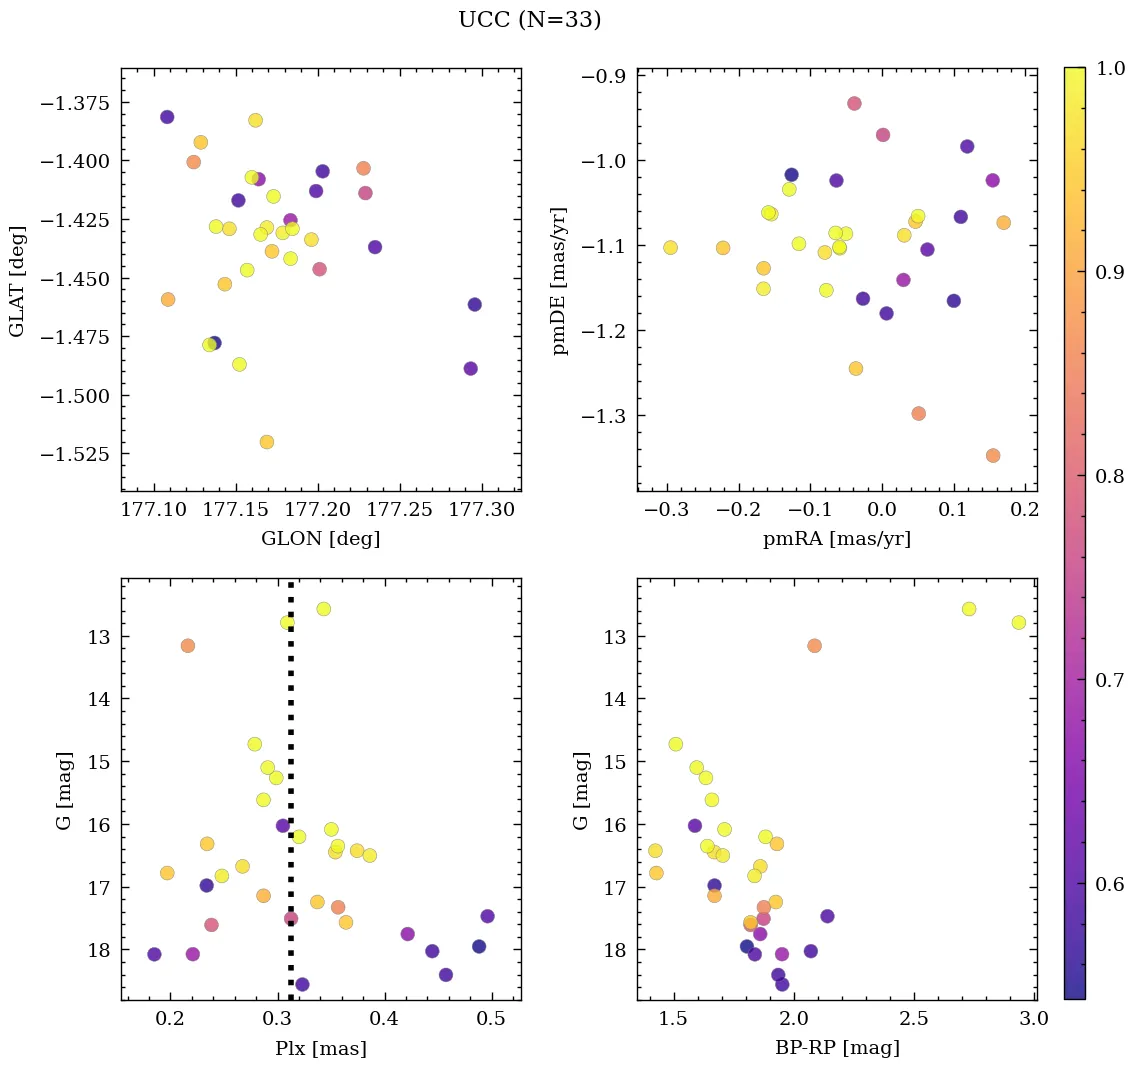 UCC (N=33)
−1.375
−1.400
−1.425
−1.450
−1.475
−1.500
−1.525
GLAT [deg]
177.10 177.15 177.20 177.25 177.30
GLON [deg]
−0.9
−1.0
−1.1
−1.2
−1.3
pmDE [mas/yr]
−0.3 −0.2 −0.1 0.0 0.1 0.2
pmRA [mas/yr]
13
14
15
16
17
18
G [mag]
0.2 0.3 0.4 0.5
Plx [mas]
13
14
15
16
17
18
G [mag]
1.5 2.0 2.5 3.0
BP-RP [mag]
1.0
0.9
0.8
0.7
0.6